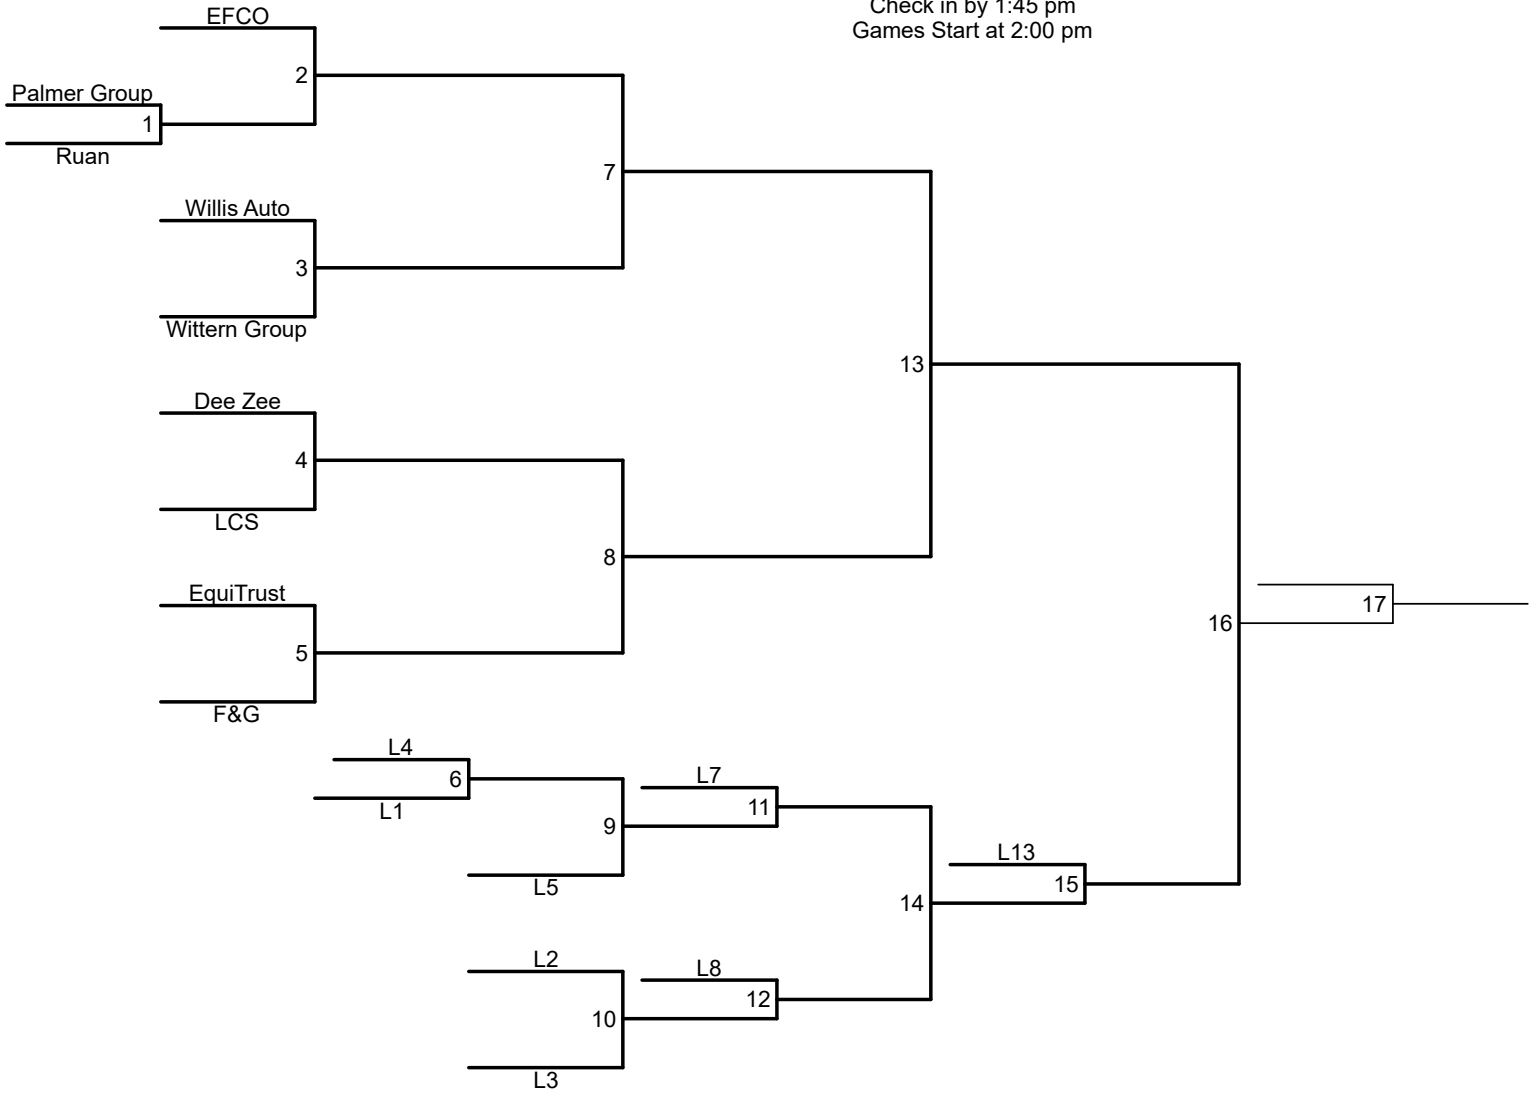 Check in by 1:45 pm
Games Start at 2:00 pm
EFCO
2
Palmer Group
1
Ruan
7
Willis Auto
3
Wittern Group
13
Dee Zee
4
LCS
8
EquiTrust
17
16
5
F&G
L4
6
L1
L7
11
9
L13
15
L5
14
L2
L8
12
10
L3